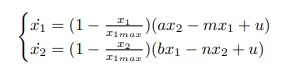 ẋ1 = (1 − x1/x1max)(ax2 − mx1 + u)
ẋ2 = (1 − x2/x1max)(bx1 − nx2 + u)